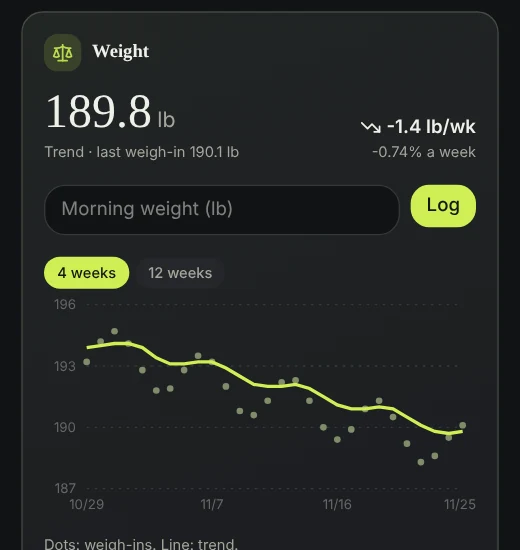 Weight
189.8 lb
-1.4 lb/wk
Trend · last weigh-in 190.1 lb
-0.74% a week
Morning weight (lb)
Log
4 weeks
12 weeks
196
193
190
187
10/29
11/7
11/16
11/25
Dots: weigh-ins. Line: trend.